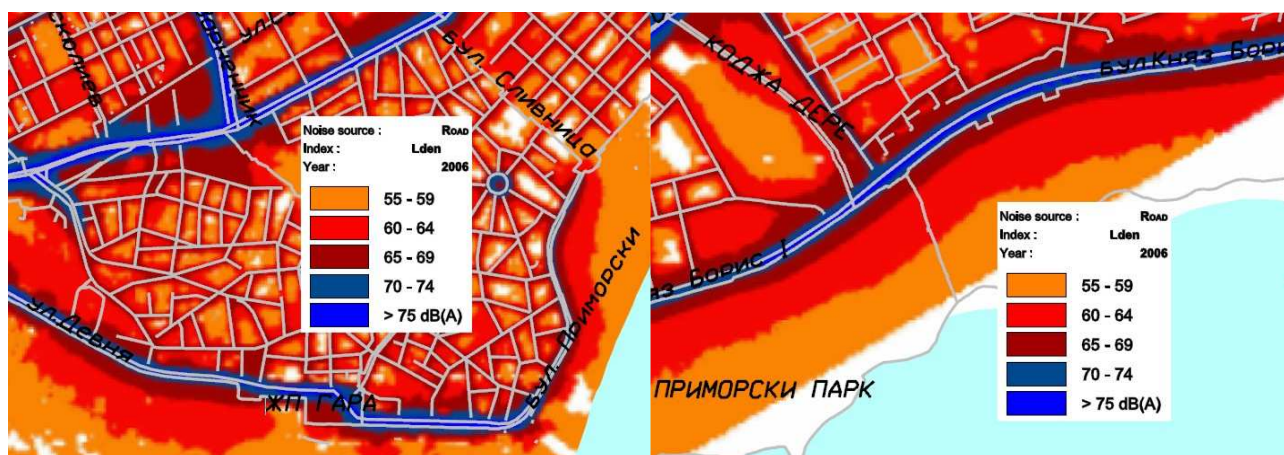 БУЛ. СЛИВНИЦА
Noise source : ROAD
Index : Lden
Year : 2006
55 - 59
60 - 64
65 - 69
70 - 74
> 75 dB(A)
УЛ.ДЕВНЯ
ЖП ГАРА
БУЛ. ПРИМОРСКИ
КОДЖА ДЕРЕ
БУЛ.КНЯЗ БОРИ
ЯЗ БОРИС I
Noise source : ROAD
Index : Lden
Year : 2006
55 - 59
60 - 64
65 - 69
70 - 74
> 75 dB(A)
ПРИМОРСКИ ПАРК